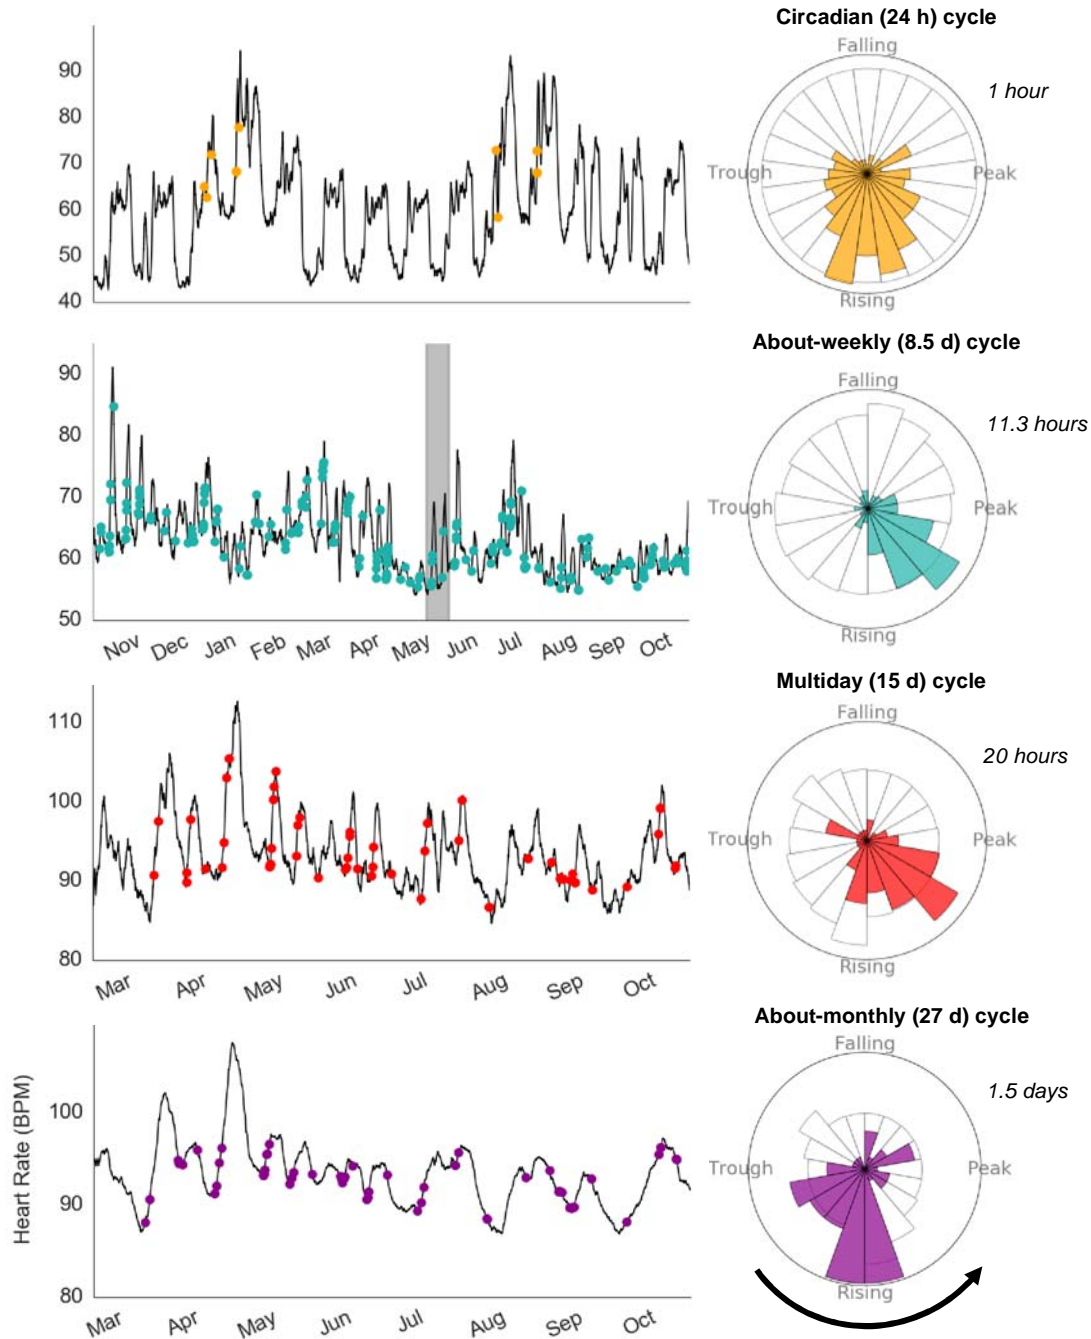 Circadian (24 h) cycle
Falling
1 hour
Trough
Peak
Rising
90
80
70
60
50
40
About-weekly (8.5 d) cycle
Falling
11.3 hours
Trough
Peak
Rising
90
80
70
60
50
Nov Dec Jan Feb Mar Apr May Jun Jul Aug Sep Oct
Multiday (15 d) cycle
Falling
20 hours
Trough
Peak
Rising
110
100
90
80
Mar Apr May Jun Jul Aug Sep Oct
About-monthly (27 d) cycle
Falling
1.5 days
Trough
Peak
Rising
Heart Rate (BPM)
100
90
80
Mar Apr May Jun Jul Aug Sep Oct